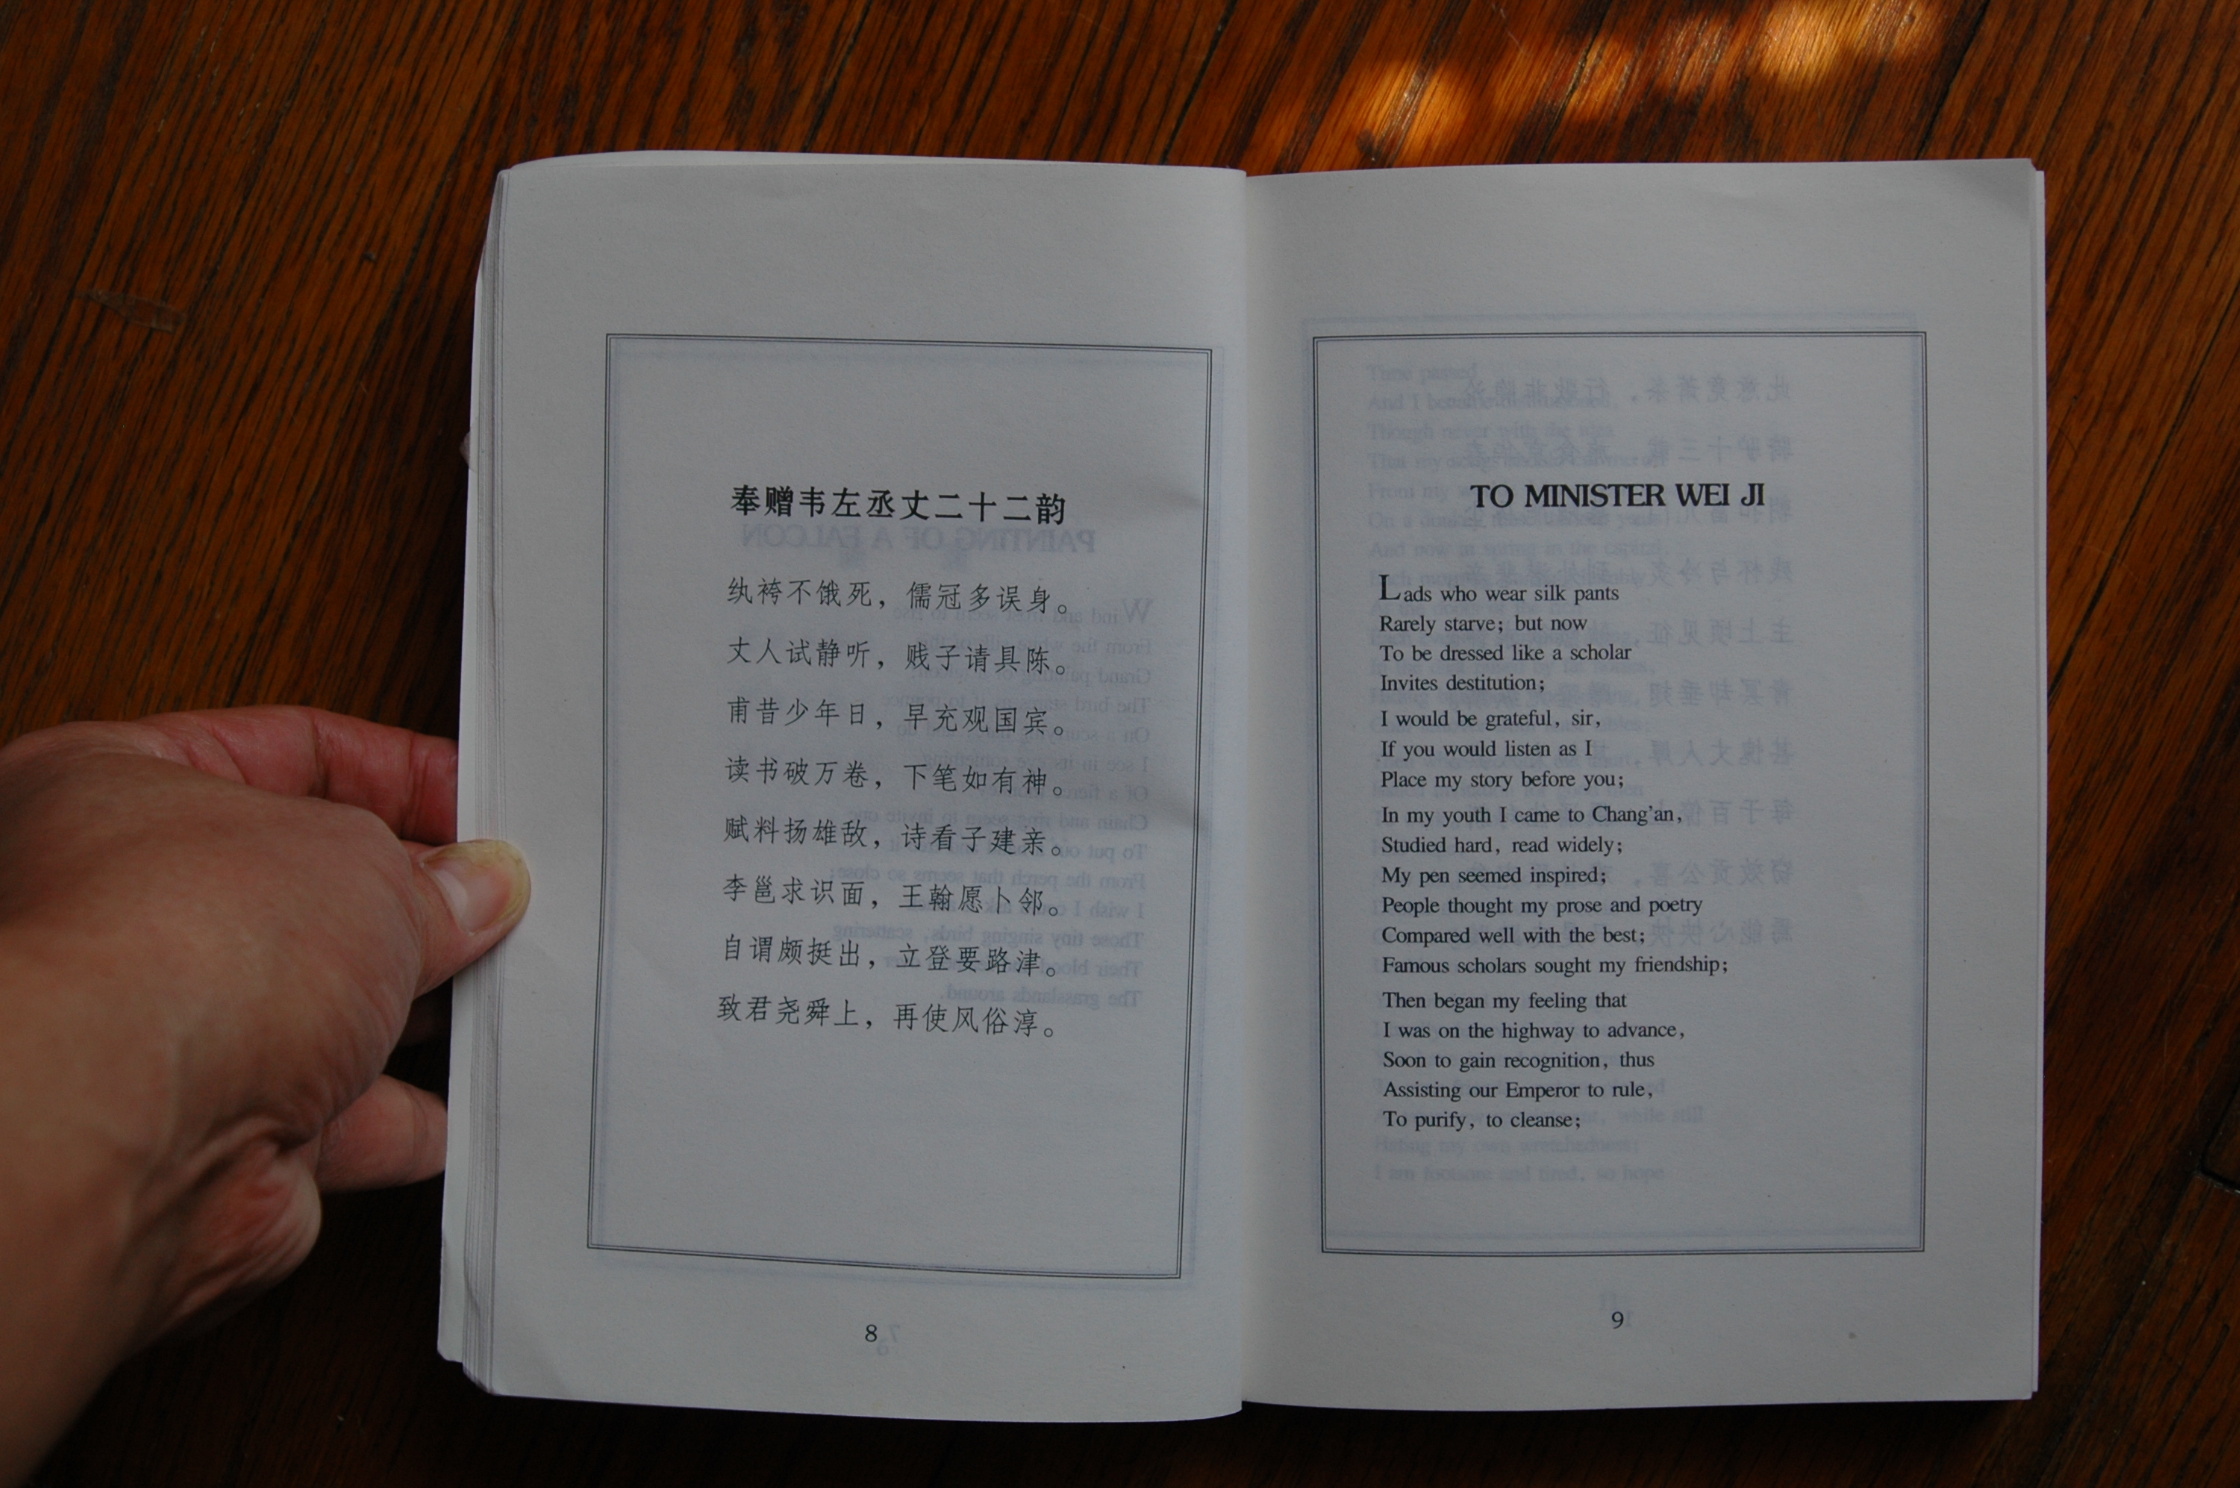 奉赠韦左丞丈二十二韵
纨袴不饿死，儒冠多误身。
丈人试静听，贱子请具陈。
甫昔少年日，早充观国宾。
读书破万卷，下笔如有神。
赋料扬雄敌，诗看子建亲。
李邕求识面，王翰愿卜邻。
自谓颇挺出，立登要路津。
致君尧舜上，再使风俗淳。
8
TO MINISTER WEI JI
Lads who wear silk pants
Rarely starve; but now
To be dressed like a scholar
Invites destitution;
I would be grateful, sir,
If you would listen as I
Place my story before you;
In my youth I came to Chang'an,
Studied hard, read widely;
My pen seemed inspired;
People thought my prose and poetry
Compared well with the best;
Famous scholars sought my friendship;
Then began my feeling that
I was on the highway to advance,
Soon to gain recognition, thus
Assisting our Emperor to rule,
To purify, to cleanse;
9